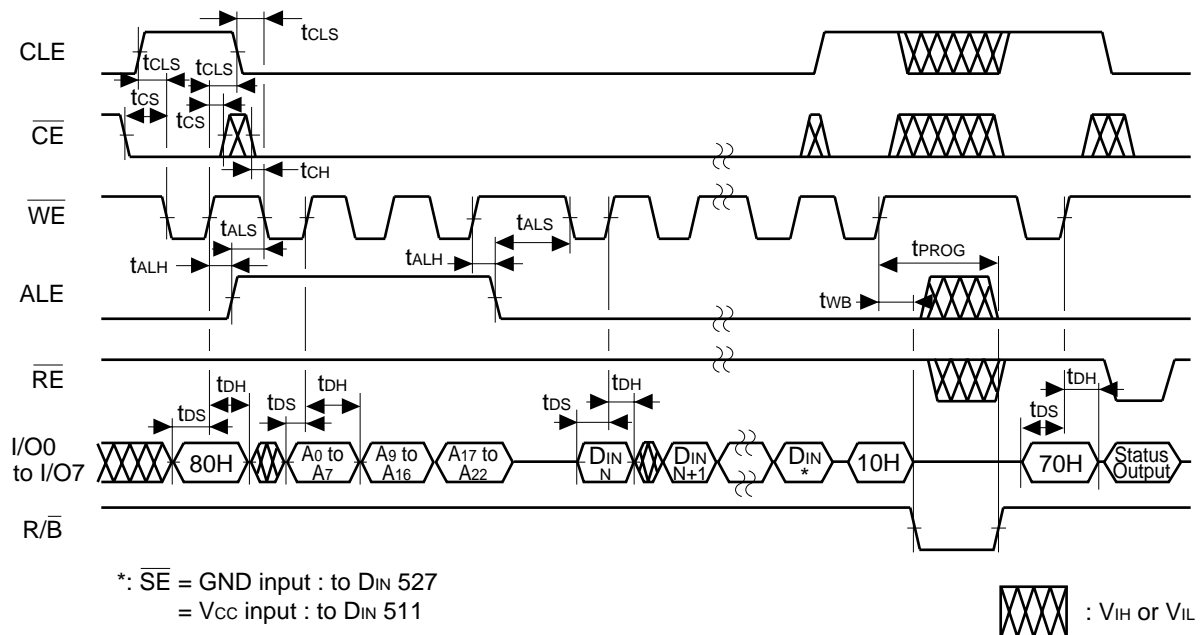 tCLS
CLE
tCLS
tCLS
tCS
tCS
CE
tCH
WE
tALS
tALS
tALH
tALH
tPROG
ALE
tWB
RE
tDH
tDH
tDH
tDH
tDS
tDS
tDS
tDS
I/O0
to I/O7
80H
A0 to
A7
A9 to
A16
A17 to
A22
DIN
N
DIN
N+1
DIN
*
10H
70H
Status
Output
R/B
*: SE = GND input : to DIN 527
= VCC input : to DIN 511
: VIH or VIL